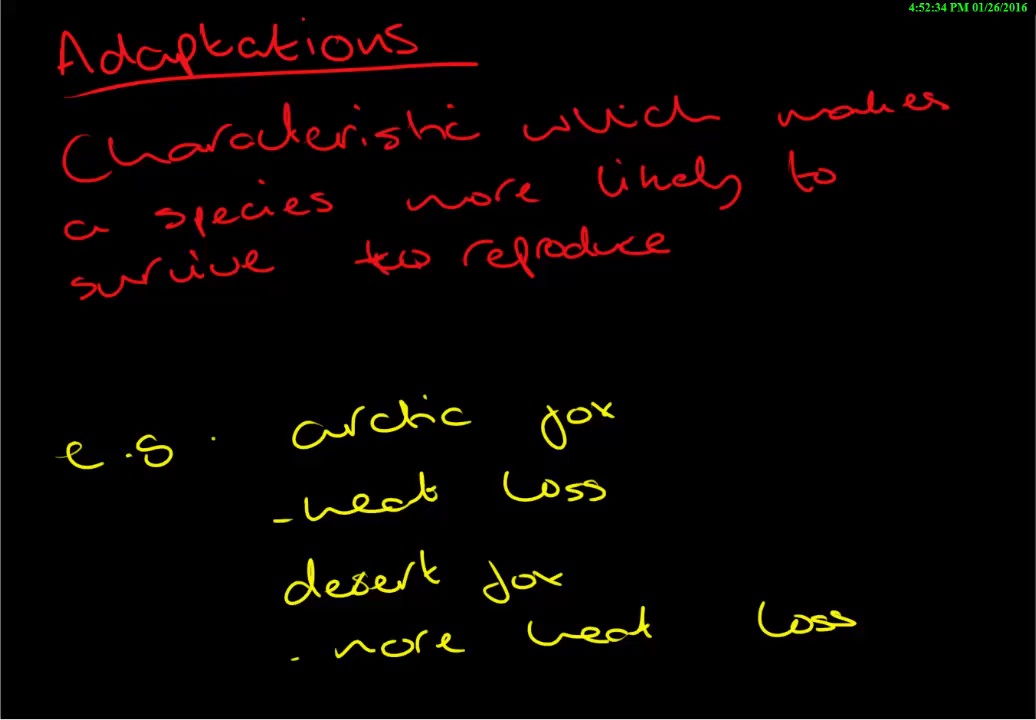 4:52:34 PM 01/26/2016
Adaptations
Characteristic which makes
a species more likely to
survive to reproduce
e.g. arctic fox
- heat loss
desert fox
- more heat loss